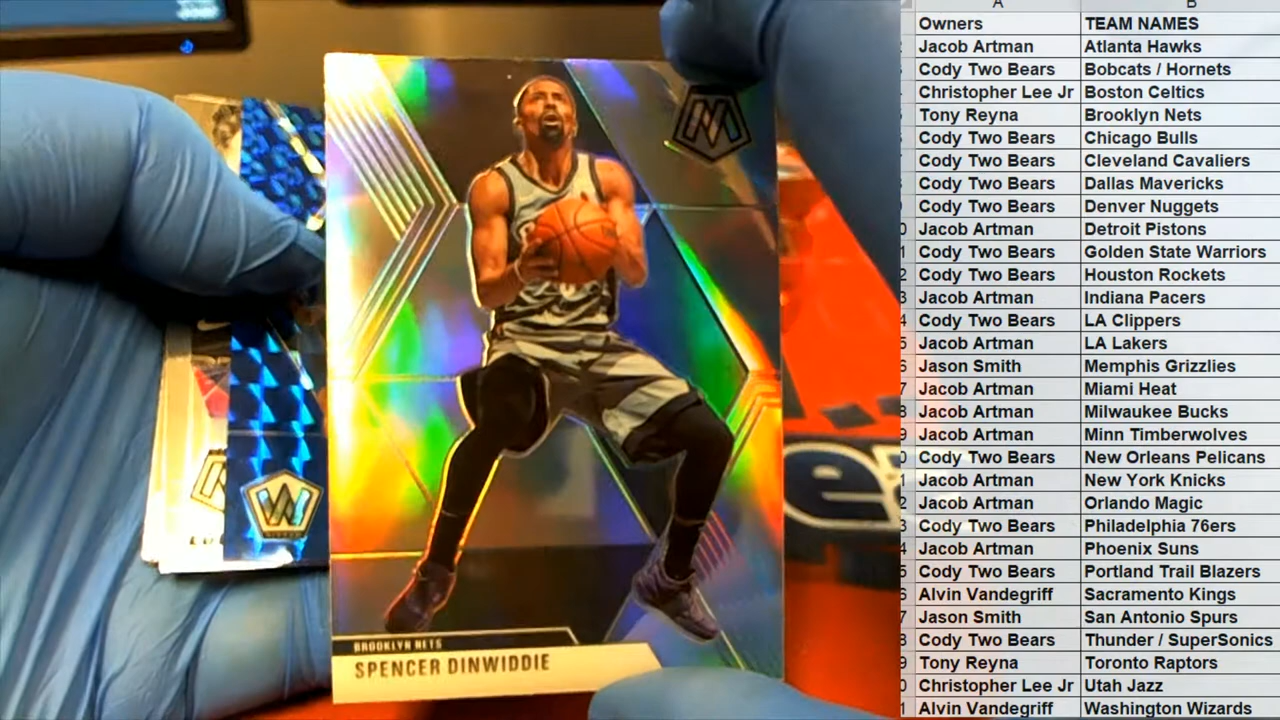 BROOKLYN NETS
SPENCER DINWIDDIE
A B
Owners TEAM NAMES
Jacob Artman Atlanta Hawks
Cody Two Bears Bobcats / Hornets
Christopher Lee Jr Boston Celtics
Tony Reyna Brooklyn Nets
Cody Two Bears Chicago Bulls
Cody Two Bears Cleveland Cavaliers
Cody Two Bears Dallas Mavericks
Cody Two Bears Denver Nuggets
Jacob Artman Detroit Pistons
Cody Two Bears Golden State Warriors
Cody Two Bears Houston Rockets
Jacob Artman Indiana Pacers
Cody Two Bears LA Clippers
Jacob Artman LA Lakers
Jason Smith Memphis Grizzlies
Jacob Artman Miami Heat
Jacob Artman Milwaukee Bucks
Jacob Artman Minn Timberwolves
Cody Two Bears New Orleans Pelicans
Jacob Artman New York Knicks
Jacob Artman Orlando Magic
Cody Two Bears Philadelphia 76ers
Jacob Artman Phoenix Suns
Cody Two Bears Portland Trail Blazers
Alvin Vandegriff Sacramento Kings
Jason Smith San Antonio Spurs
Cody Two Bears Thunder / SuperSonics
Tony Reyna Toronto Raptors
Christopher Lee Jr Utah Jazz
Alvin Vandegriff Washington Wizards